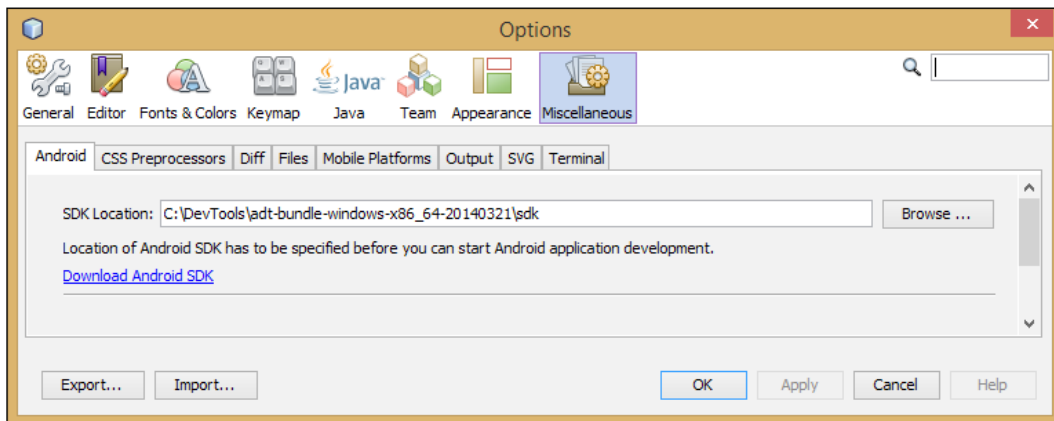 Options
General Editor Fonts & Colors Keymap Java Team Appearance Miscellaneous
Android CSS Preprocessors Diff Files Mobile Platforms Output SVG Terminal
SDK Location: C:\DevTools\adt-bundle-windows-x86_64-20140321\sdk Browse ...
Location of Android SDK has to be specified before you can start Android application development.
Download Android SDK
Export... Import... OK Apply Cancel Help